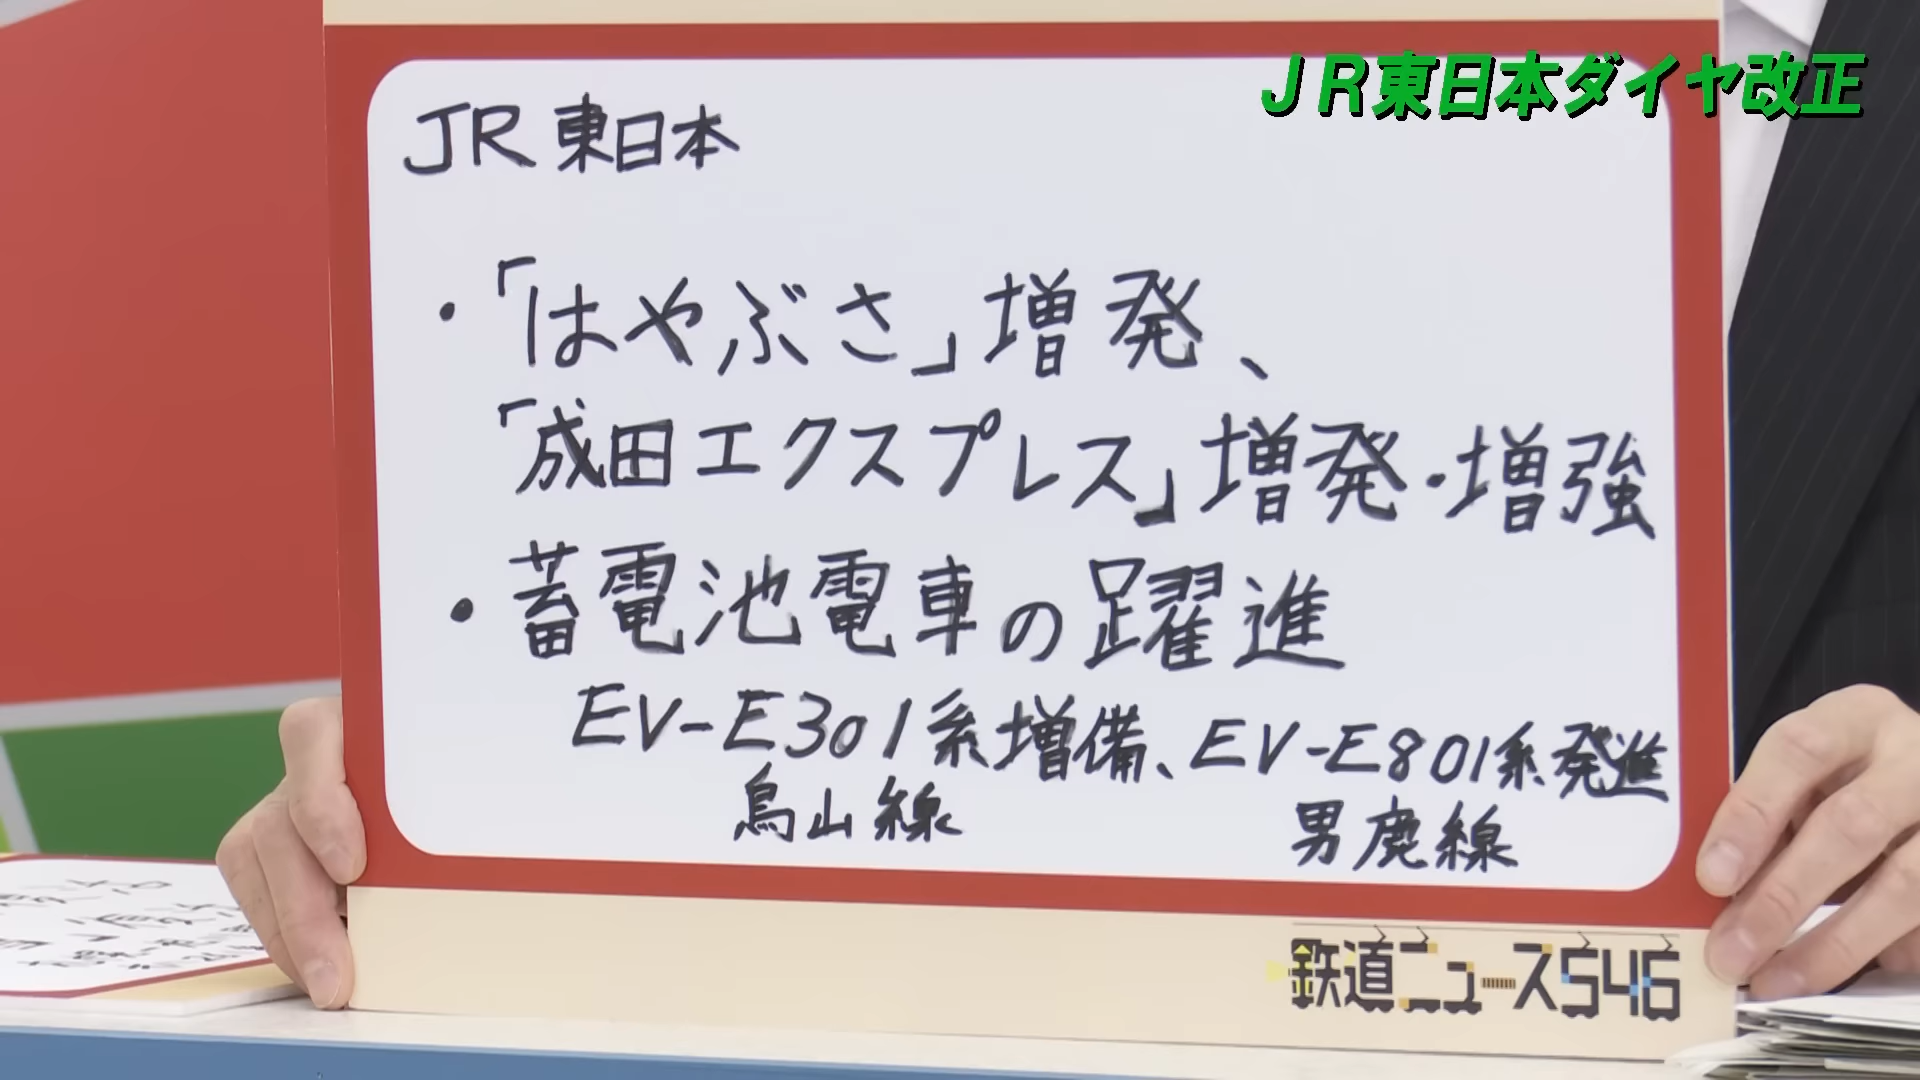 JR東日本ダイヤ改正
JR東日本
・「はやぶさ」増発、
「成田エクスプレス」増発・増強
・蓄電池電車の躍進
EV-E301系増備、EV-E801系発進
烏山線 男鹿線
鉄道ニュース546